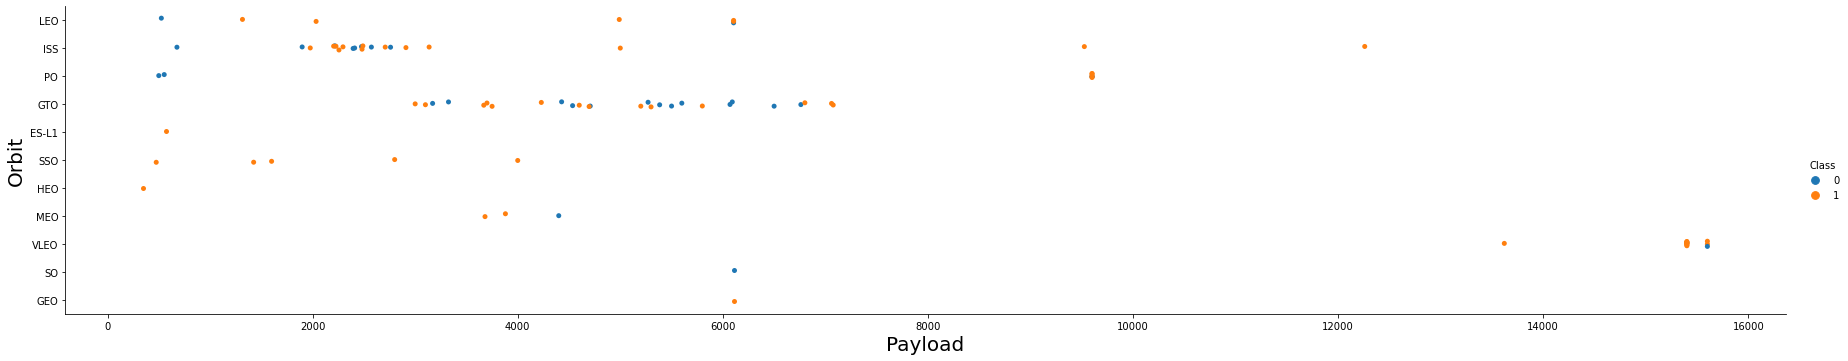 Orbit
LEO
ISS
PO
GTO
ES-L1
SSO
HEO
MEO
VLEO
SO
GEO
0 2000 4000 6000 8000 10000 12000 14000 16000
Payload
Class
0
1